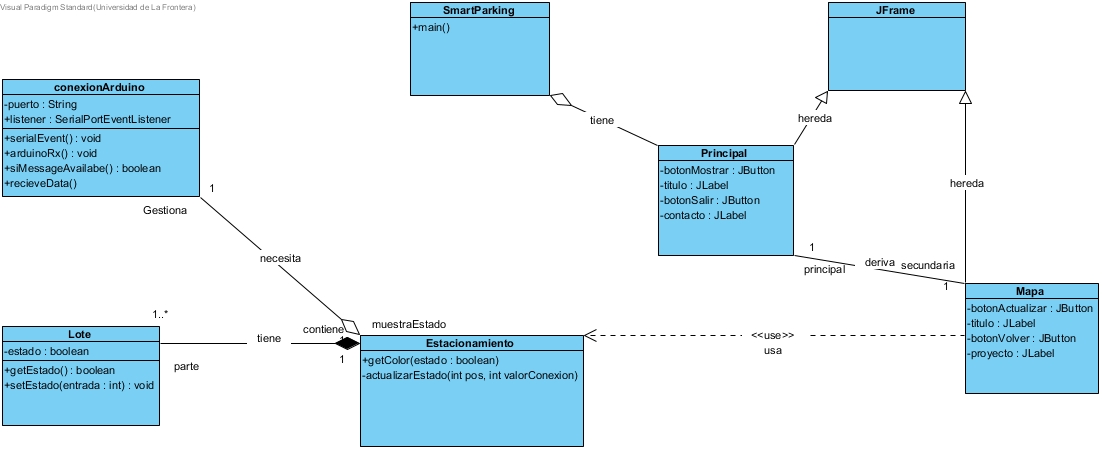 Visual Paradigm Standard(Universidad de La Frontera)
SmartParking
+main()
JFrame
conexionArduino
-puerto : String
+listener : SerialPortEventListener
+serialEvent() : void
+arduinoRx() : void
+siMessageAvailabe() : boolean
+recieveData()
tiene
hereda
Principal
-botonMostrar : JButton
-titulo : JLabel
-botonSalir : JButton
-contacto : JLabel
hereda
1
Gestiona
necesita
1
principal
deriva
secundaria
1
Mapa
-botonActualizar : JButton
-titulo : JLabel
-botonVolver : JButton
-proyecto : JLabel
1..*
Lote
-estado : boolean
+getEstado() : boolean
+setEstado(entrada : int) : void
tiene
parte
contiene
1
1
muestraEstado
Estacionamiento
+getColor(estado : boolean)
-actualizarEstado(int pos, int valorConexion)
<<use>>
usa